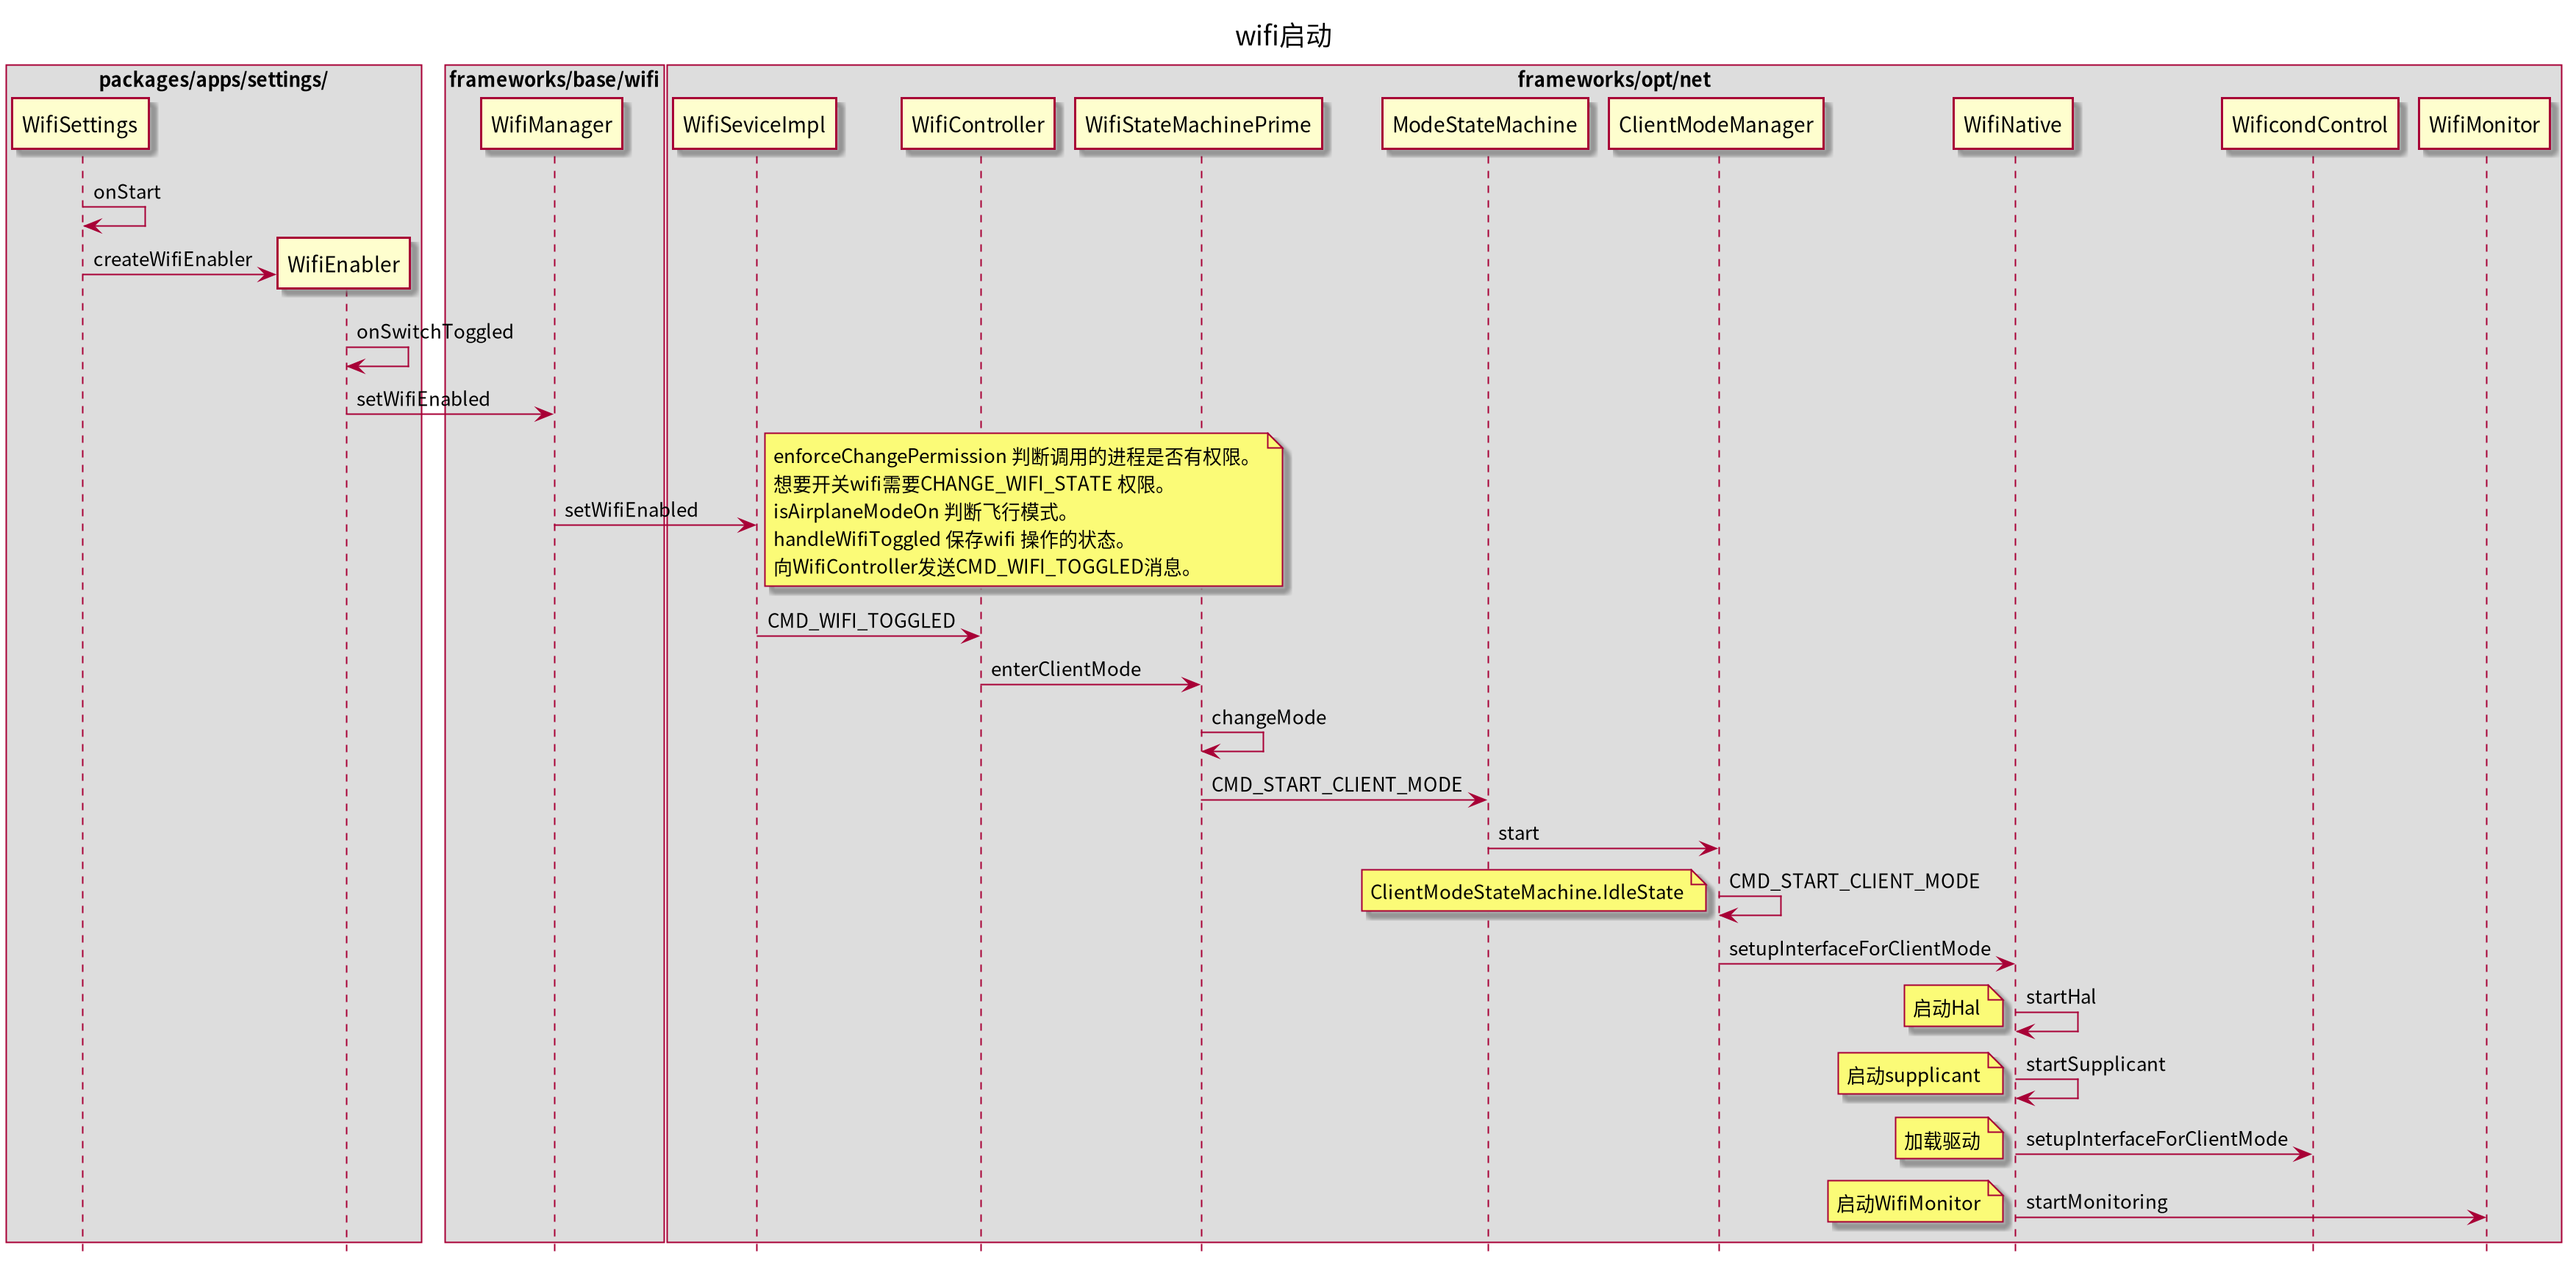 wifi启动
packages/apps/settings/
frameworks/base/wifi
frameworks/opt/net
WifiSettings
WifiManager
WifiSeviceImpl
WifiController
WifiStateMachinePrime
ModeStateMachine
ClientModeManager
WifiNative
WificondControl
WifiMonitor
onStart
createWifiEnabler
WifiEnabler
onSwitchToggled
setWifiEnabled
setWifiEnabled
enforceChangePermission 判断调用的进程是否有权限。
想要开关wifi需要CHANGE_WIFI_STATE 权限。
isAirplaneModeOn 判断飞行模式。
handleWifiToggled 保存wifi 操作的状态。
向WifiController发送CMD_WIFI_TOGGLED消息。
CMD_WIFI_TOGGLED
enterClientMode
changeMode
CMD_START_CLIENT_MODE
start
ClientModeStateMachine.IdleState
CMD_START_CLIENT_MODE
setupInterfaceForClientMode
启动Hal
startHal
启动supplicant
startSupplicant
加载驱动
setupInterfaceForClientMode
启动WifiMonitor
startMonitoring